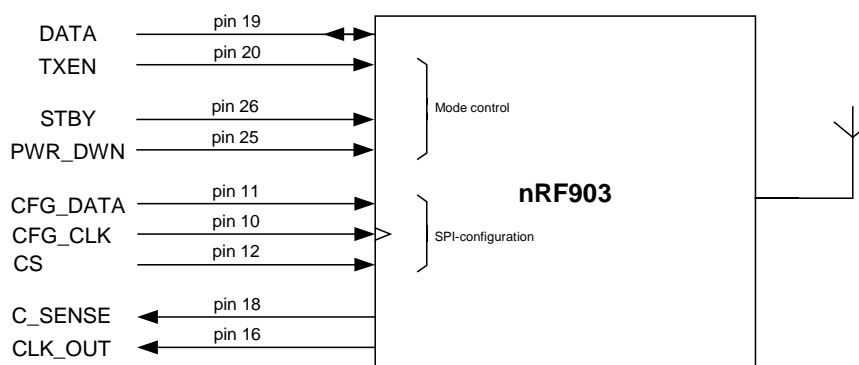 DATA pin 19
TXEN pin 20
Mode control
STBY pin 26
PWR_DWN pin 25
nRF903
CFG_DATA pin 11
CFG_CLK pin 10
SPI-configuration
CS pin 12
C_SENSE pin 18
CLK_OUT pin 16